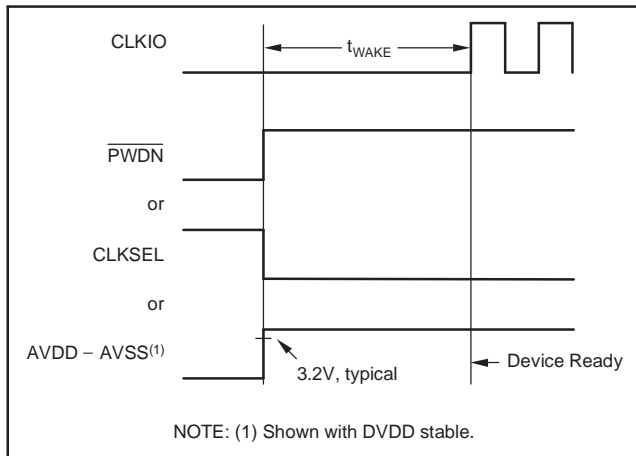 CLKIO
tWAKE
PWDN
or
CLKSEL
or
AVDD – AVSS(1)
3.2V, typical
Device Ready
NOTE: (1) Shown with DVDD stable.